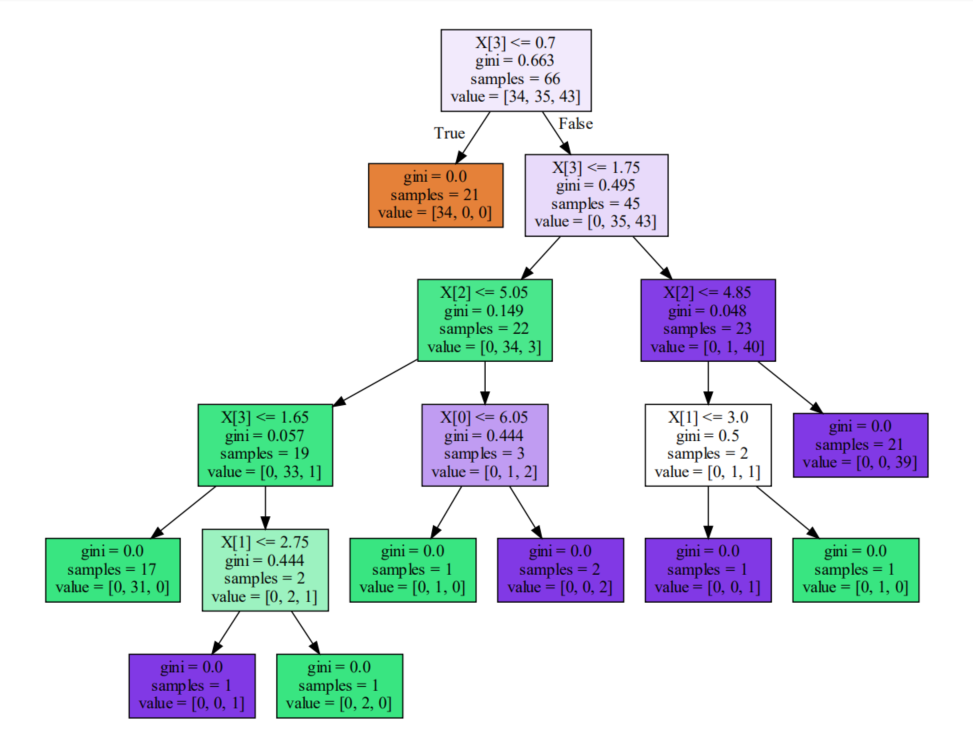 X[3] <= 0.7
gini = 0.663
samples = 66
value = [34, 35, 43]
True
False
gini = 0.0
samples = 21
value = [34, 0, 0]
X[3] <= 1.75
gini = 0.495
samples = 45
value = [0, 35, 43]
X[2] <= 5.05
gini = 0.149
samples = 22
value = [0, 34, 3]
X[2] <= 4.85
gini = 0.048
samples = 23
value = [0, 1, 40]
X[3] <= 1.65
gini = 0.057
samples = 19
value = [0, 33, 1]
X[0] <= 6.05
gini = 0.444
samples = 3
value = [0, 1, 2]
X[1] <= 3.0
gini = 0.5
samples = 2
value = [0, 1, 1]
gini = 0.0
samples = 21
value = [0, 0, 39]
gini = 0.0
samples = 17
value = [0, 31, 0]
X[1] <= 2.75
gini = 0.444
samples = 2
value = [0, 2, 1]
gini = 0.0
samples = 1
value = [0, 1, 0]
gini = 0.0
samples = 2
value = [0, 0, 2]
gini = 0.0
samples = 1
value = [0, 0, 1]
gini = 0.0
samples = 1
value = [0, 1, 0]
gini = 0.0
samples = 1
value = [0, 0, 1]
gini = 0.0
samples = 1
value = [0, 2, 0]